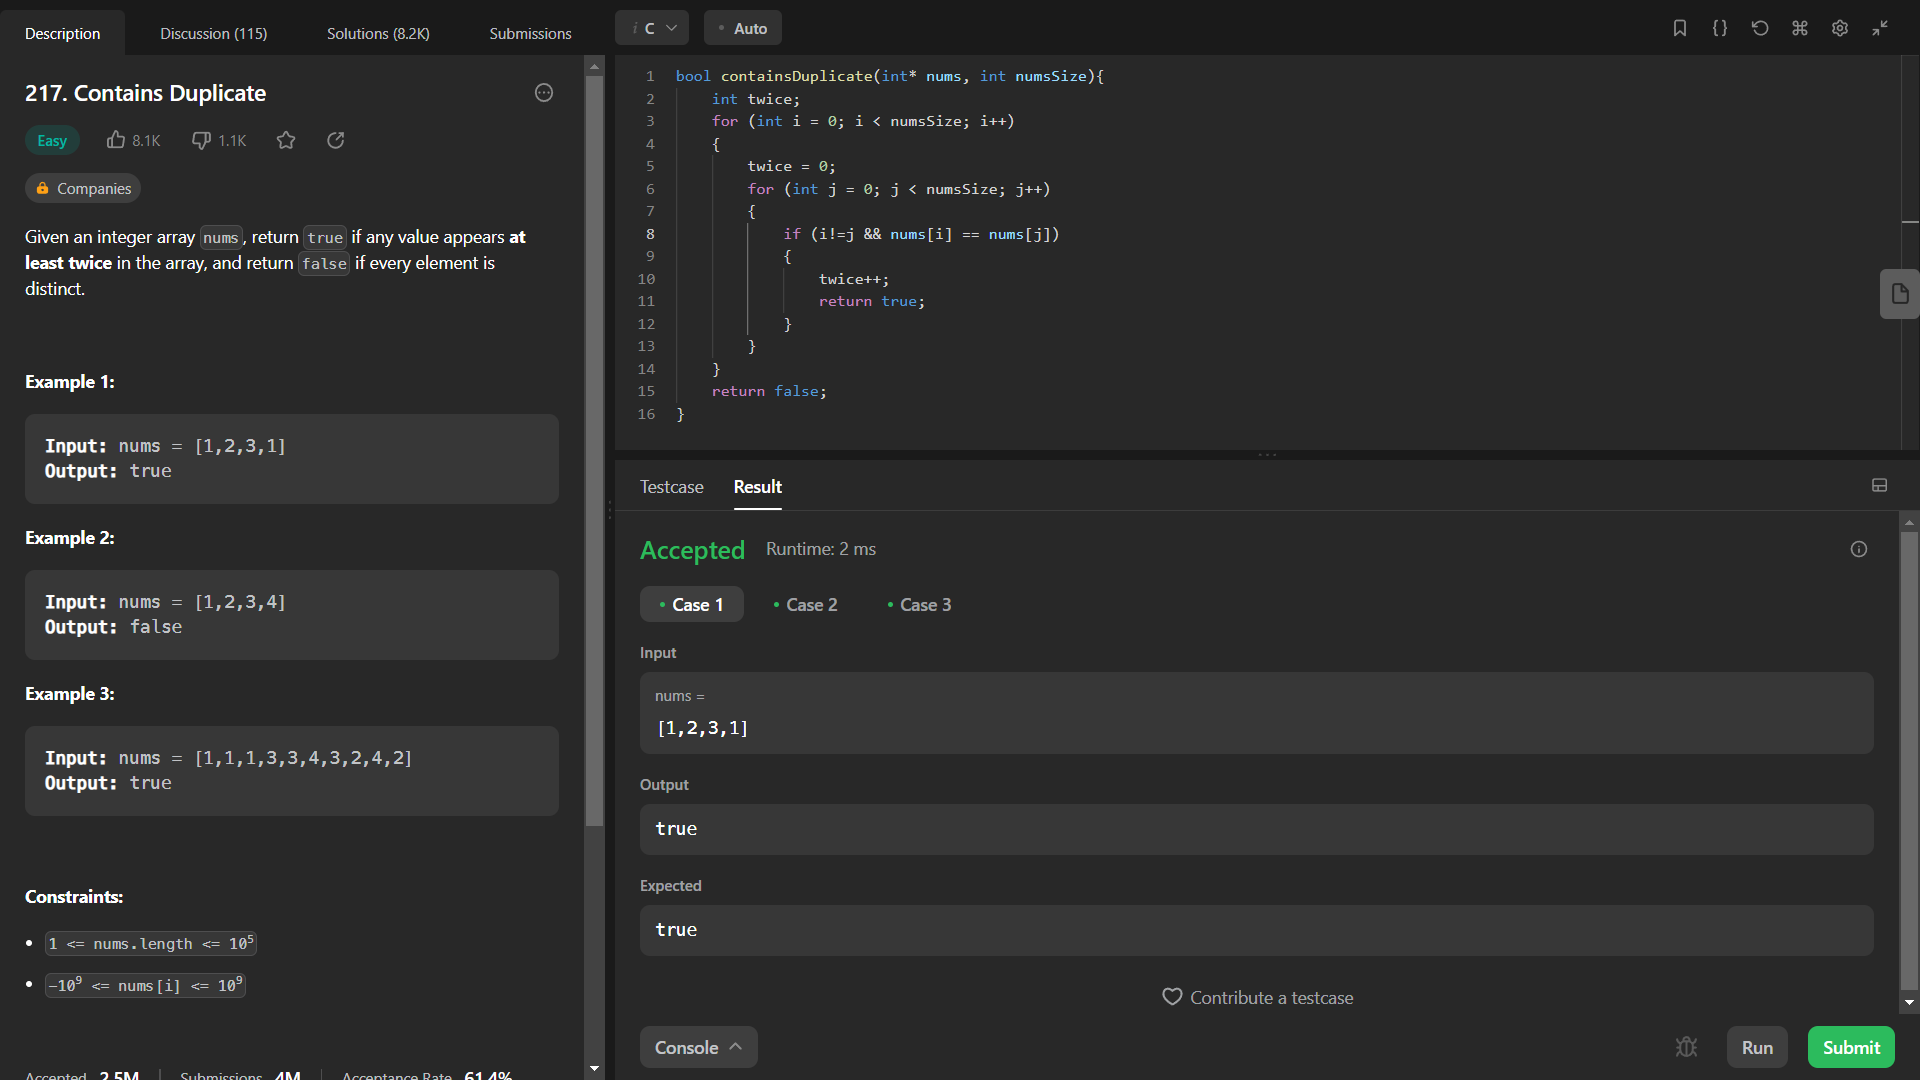 Description
Discussion (115)
Solutions (8.2K)
Submissions
i C
• Auto
217. Contains Duplicate
Easy
8.1K
1.1K
Companies
Given an integer array nums, return true if any value appears at
least twice in the array, and return false if every element is
distinct.
Example 1:
Input: nums = [1,2,3,1]
Output: true
Example 2:
Input: nums = [1,2,3,4]
Output: false
Example 3:
Input: nums = [1,1,1,3,3,4,3,2,4,2]
Output: true
Constraints:
• 1 <= nums.length <= 10⁵
• -10⁹ <= nums[i] <= 10⁹
Accepted 2.5M | Submissions 4M | Acceptance Rate 61.4%
1 bool containsDuplicate(int* nums, int numsSize){
2 int twice;
3 for (int i = 0; i < numsSize; i++)
4 {
5 twice = 0;
6 for (int j = 0; j < numsSize; j++)
7 {
8 if (i!=j && nums[i] == nums[j])
9 {
10 twice++;
11 return true;
12 }
13 }
14 }
15 return false;
16 }
Testcase
Result
Accepted Runtime: 2 ms
• Case 1
• Case 2
• Case 3
Input
nums =
[1,2,3,1]
Output
true
Expected
true
Contribute a testcase
Console
Run
Submit